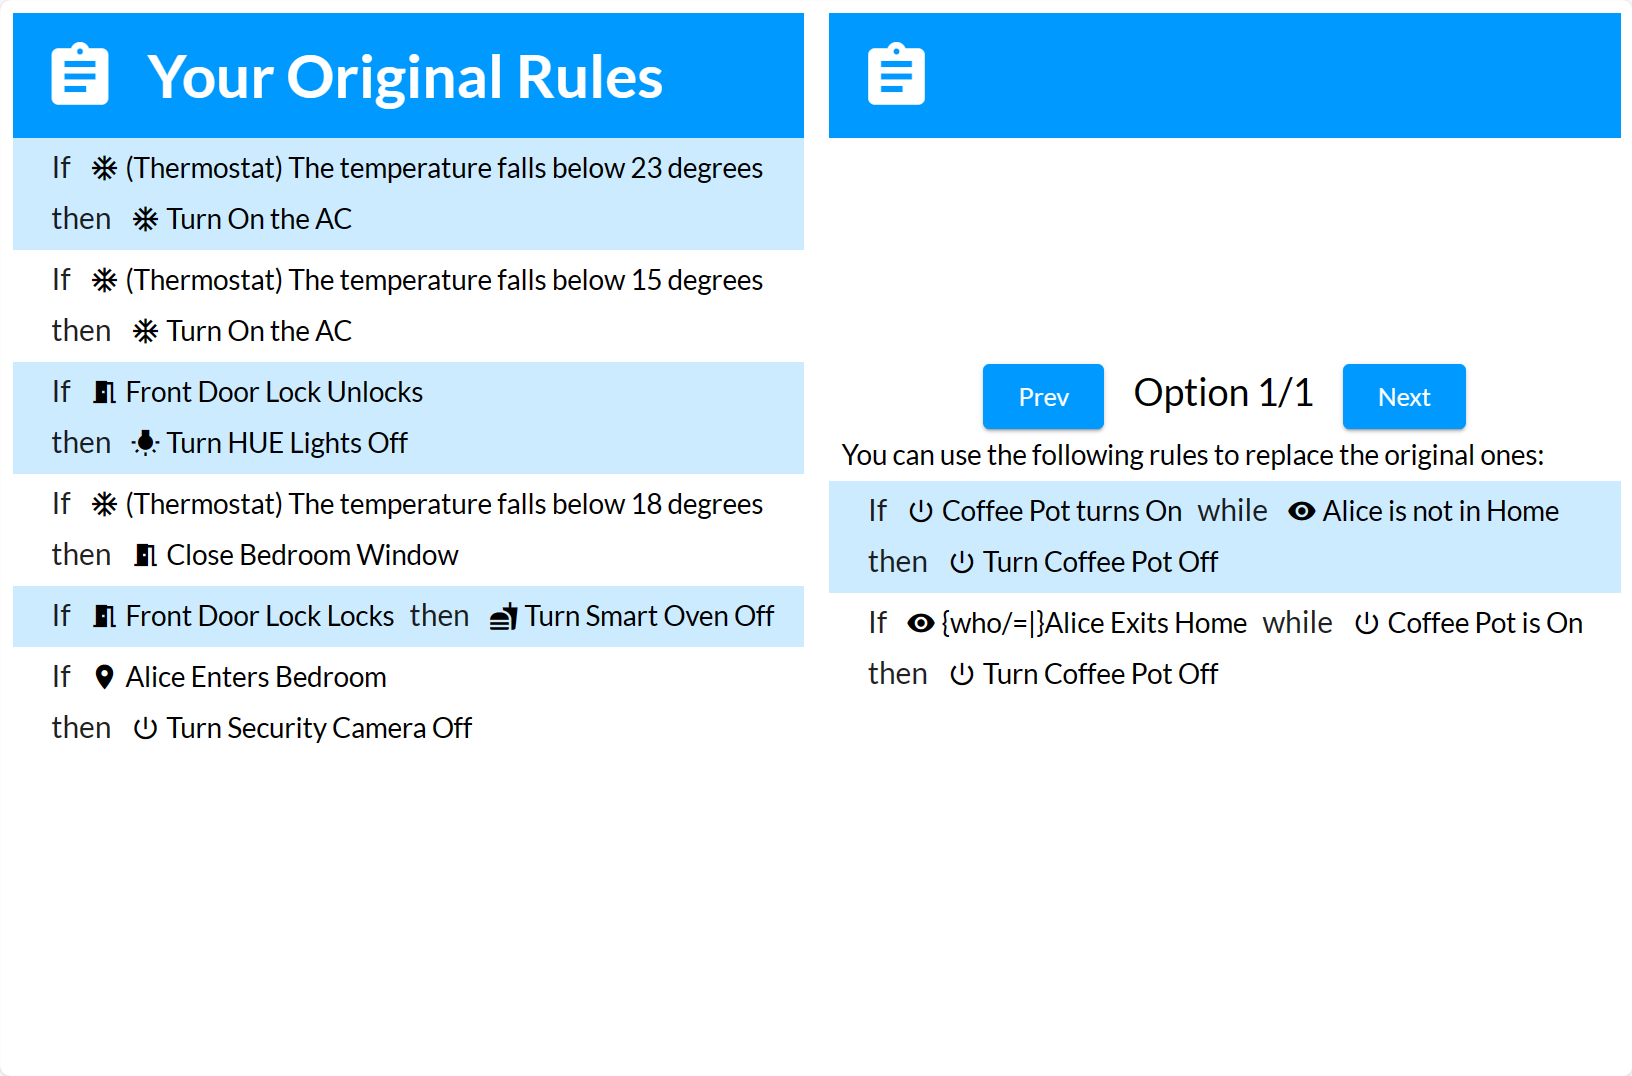 Your Original Rules
If (Thermostat) The temperature falls below 23 degrees
then Turn On the AC
If (Thermostat) The temperature falls below 15 degrees
then Turn On the AC
If Front Door Lock Unlocks
then Turn HUE Lights Off
If (Thermostat) The temperature falls below 18 degrees
then Close Bedroom Window
If Front Door Lock Locks then Turn Smart Oven Off
If Alice Enters Bedroom
then Turn Security Camera Off
Prev Option 1/1 Next
You can use the following rules to replace the original ones:
If Coffee Pot turns On while Alice is not in Home
then Turn Coffee Pot Off
If {who/=|}Alice Exits Home while Coffee Pot is On
then Turn Coffee Pot Off